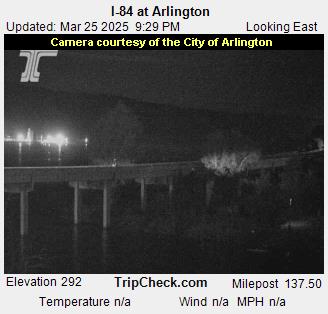 I-84 at Arlington
Updated: Mar 25 2025 9:29 PM Looking East
Camera courtesy of the City of Arlington
Elevation 292 TripCheck.com Milepost 137.50
Temperature n/a Wind n/a MPH n/a